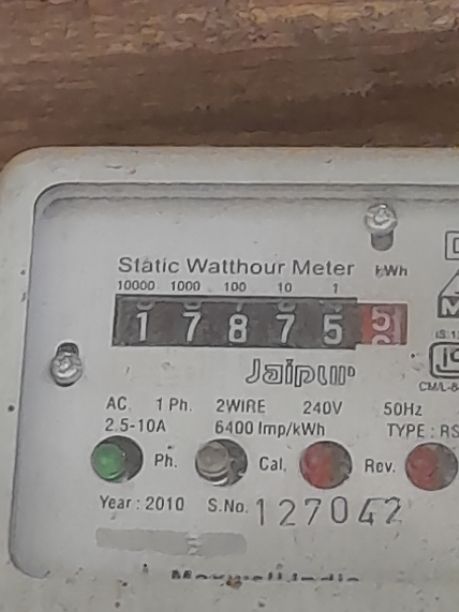 Static Watthour Meter kWh
10000 1000 100 10 1
1 7 8 7 5 5
Jaipur
AC. 1 Ph. 2WIRE 240V 50Hz
2.5-10A 6400 Imp/kWh TYPE : RS
Ph. Cal. Rev.
Year : 2010 S.No. 127042